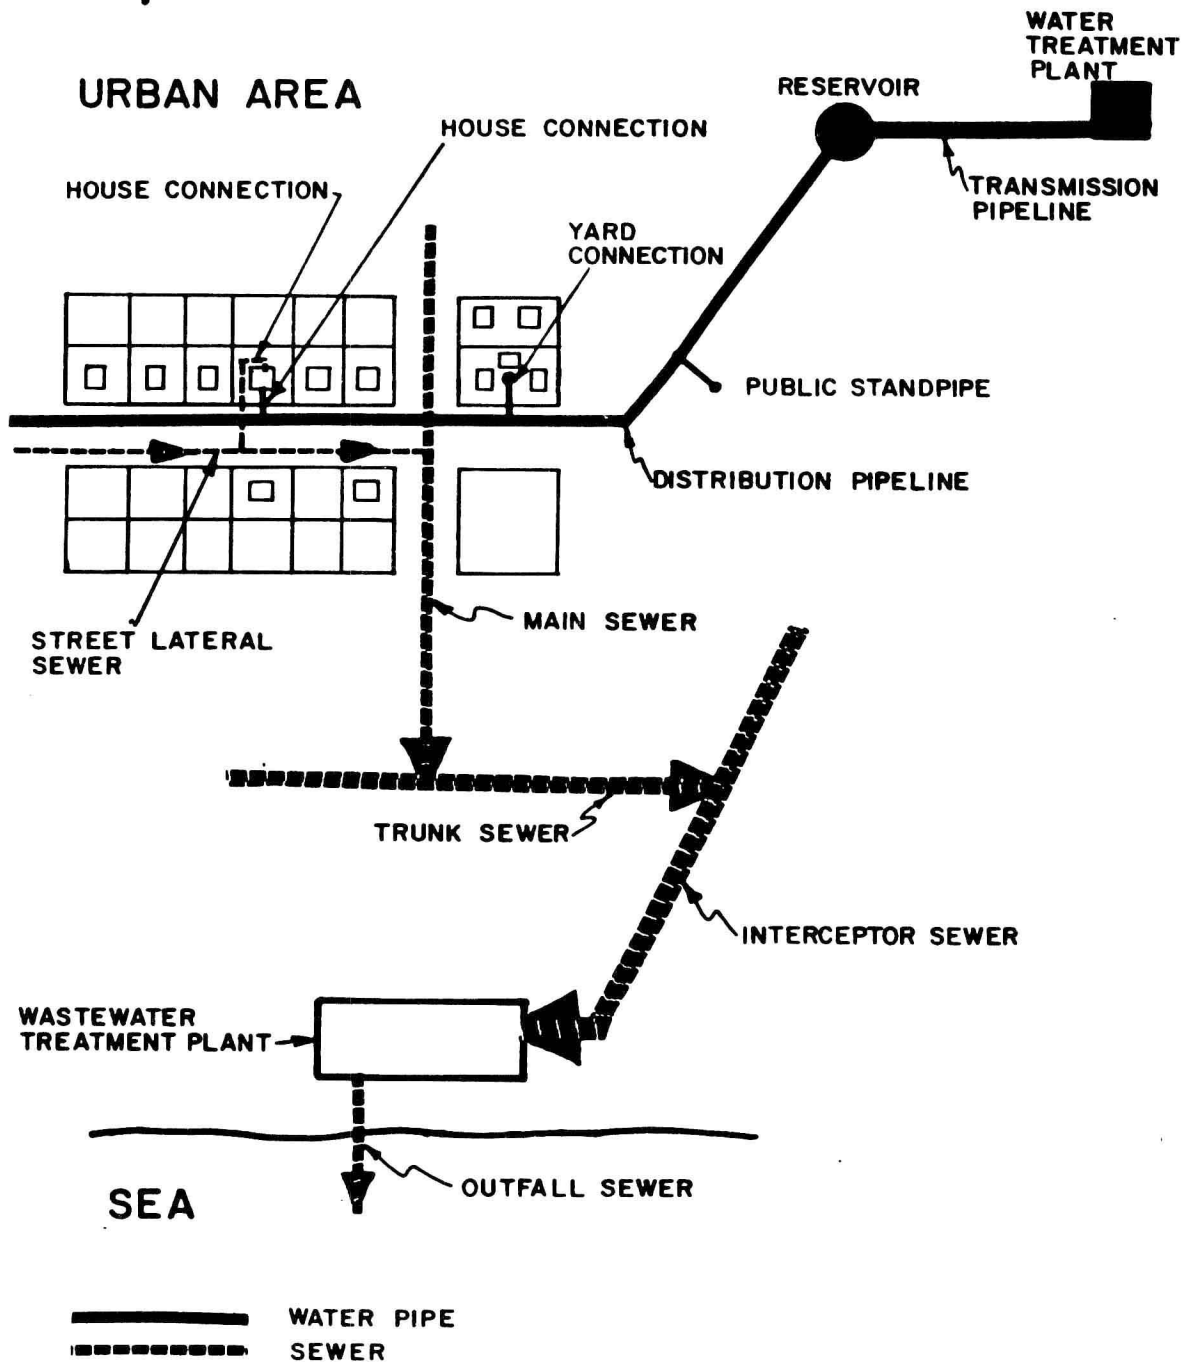 WATER
TREATMENT
PLANT
RESERVOIR
URBAN AREA
HOUSE CONNECTION
HOUSE CONNECTION
TRANSMISSION
PIPELINE
YARD
CONNECTION
PUBLIC STANDPIPE
DISTRIBUTION PIPELINE
MAIN SEWER
STREET LATERAL
SEWER
TRUNK SEWER
INTERCEPTOR SEWER
WASTEWATER
TREATMENT PLANT
OUTFALL SEWER
SEA
WATER PIPE
SEWER